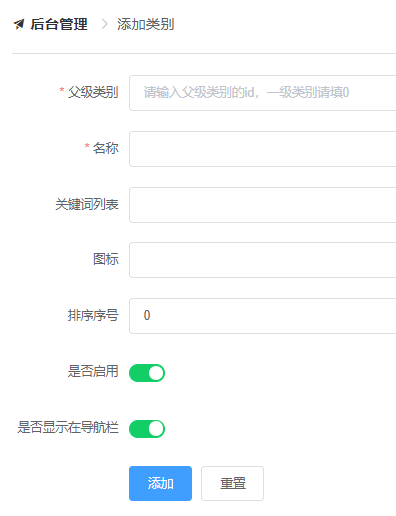 后台管理 > 添加类别
* 父级类别 请输入父级类别的id，一级类别请填0
* 名称
关键词列表
图标
排序序号 0
是否启用
是否显示在导航栏
添加 重置